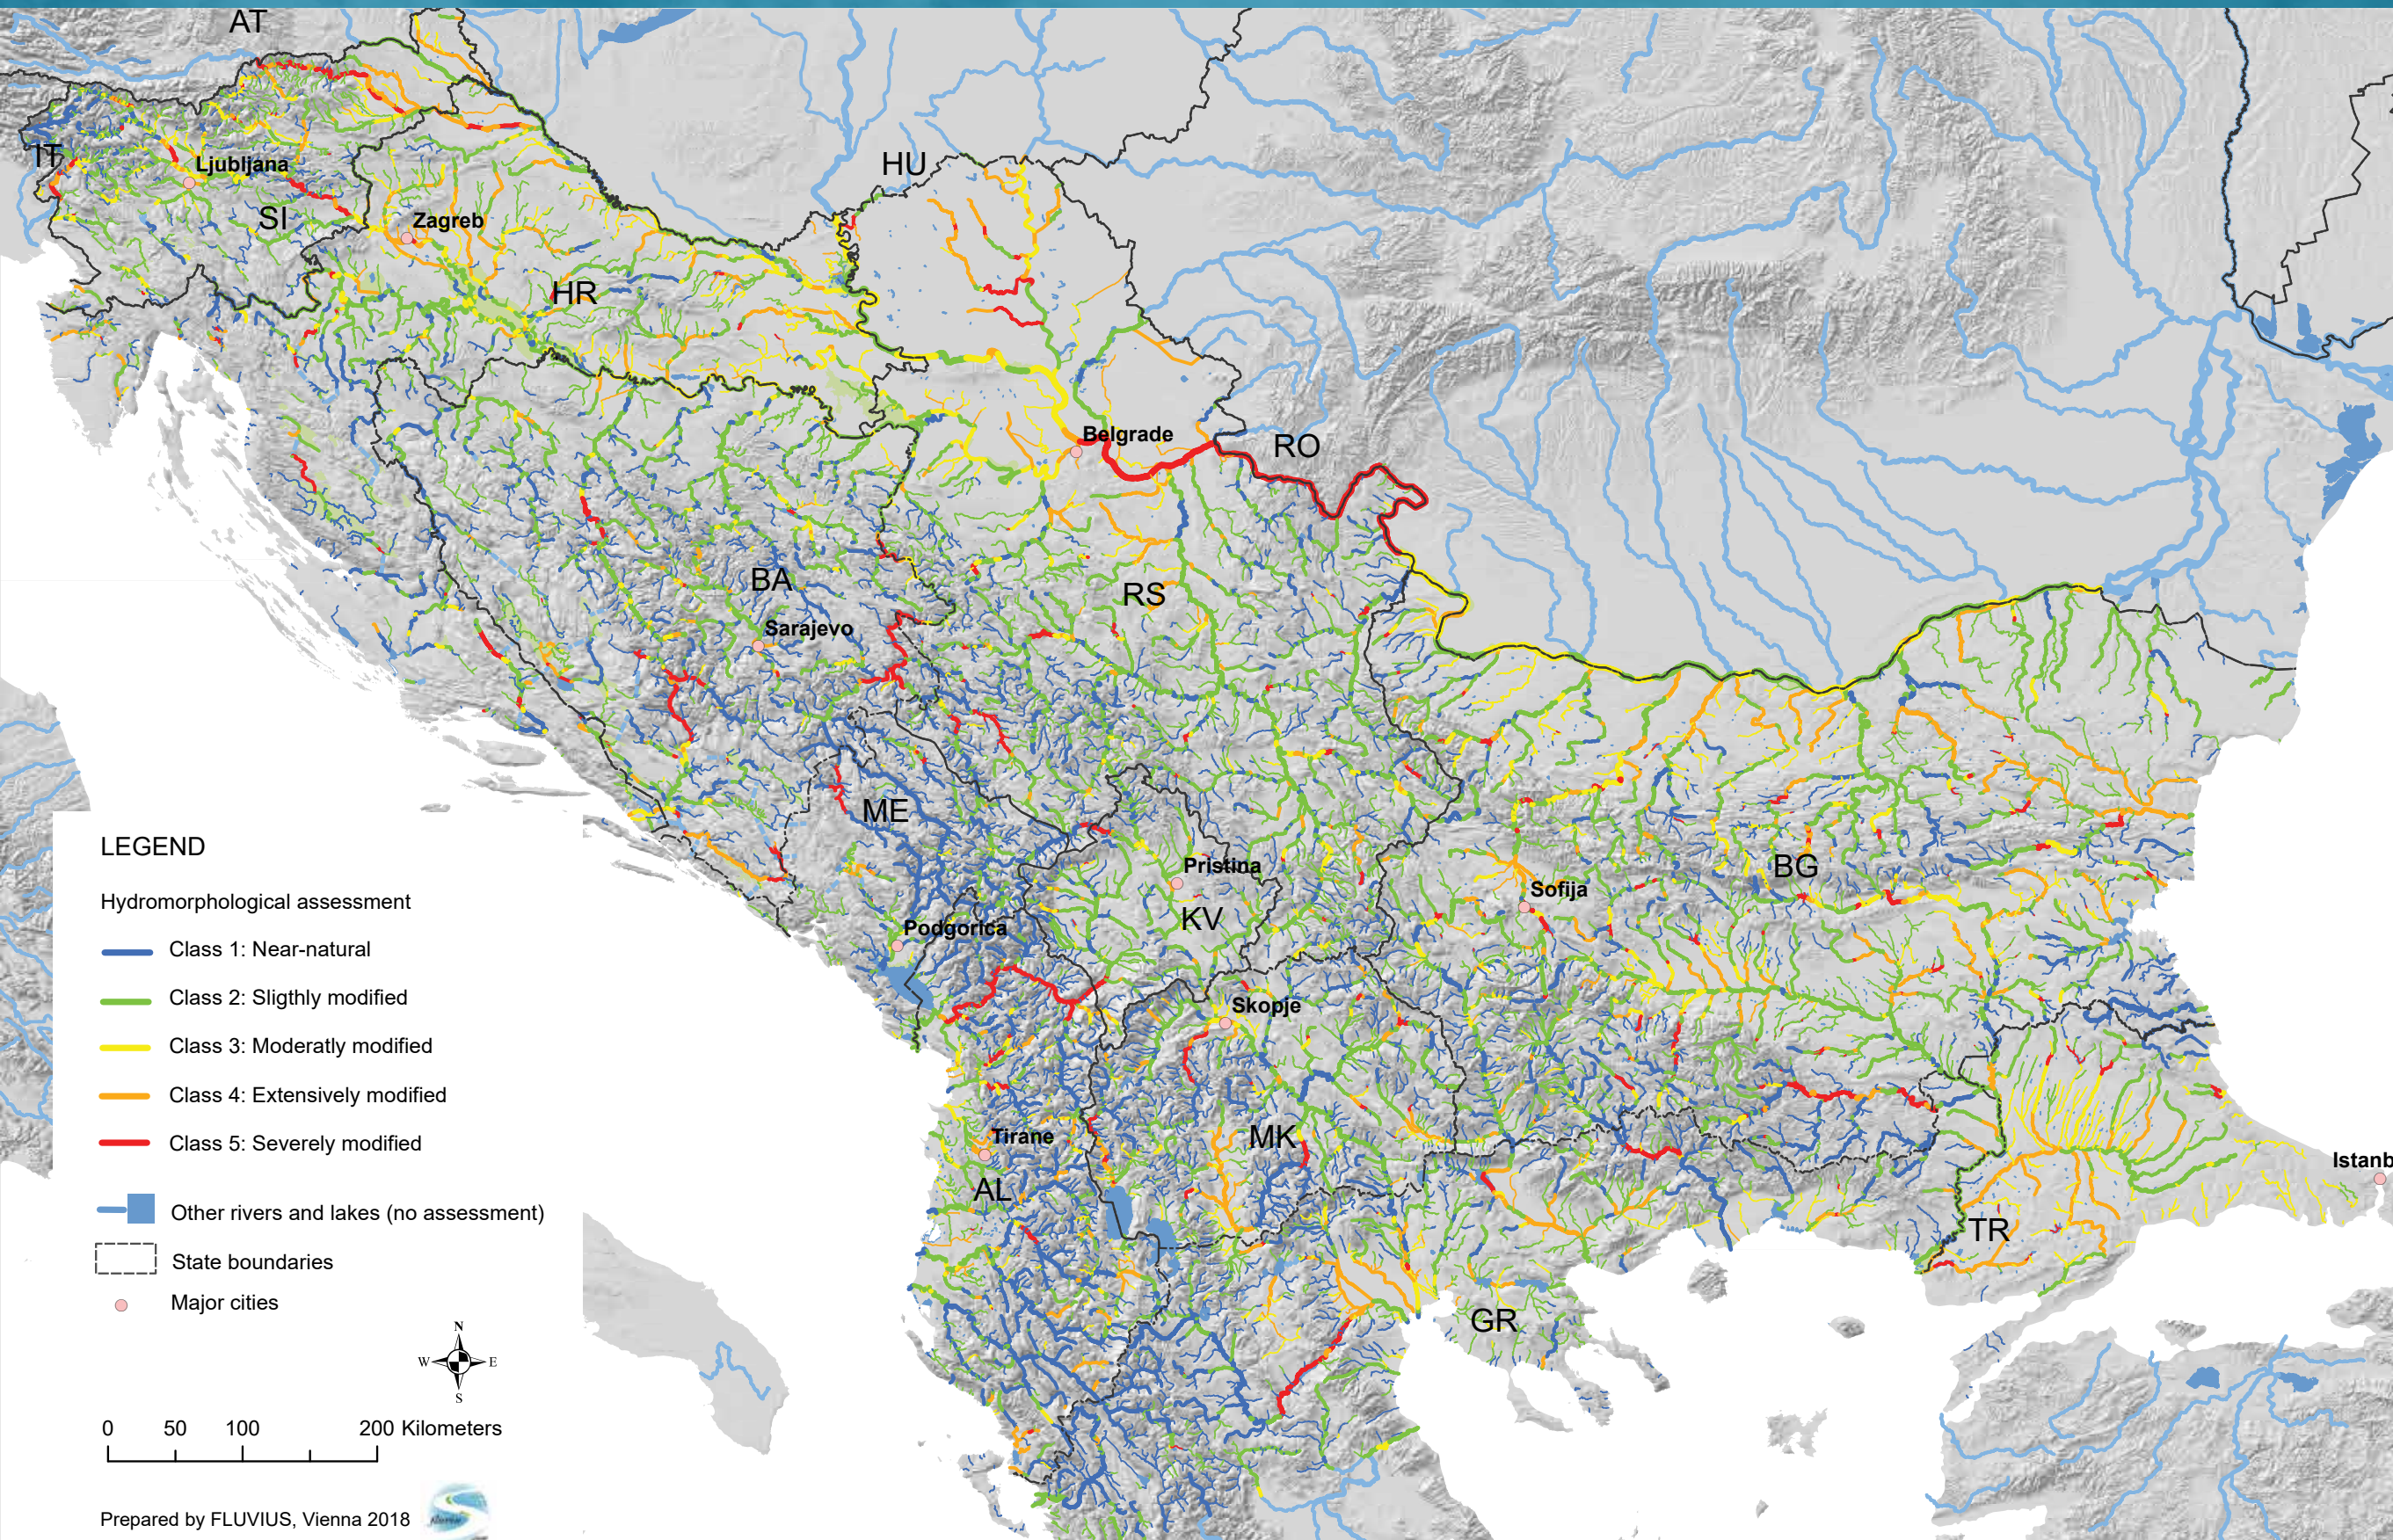 AT
HU
IT
Ljubljana
SI
Zagreb
HR
Belgrade
RO
BA
RS
Sarajevo
ME
Pristina
BG
Sofija
KV
Podgorica
Skopje
MK
Tirane
AL
Istanb
TR
GR
LEGEND
Hydromorphological assessment
Class 1: Near-natural
Class 2: Sligthly modified
Class 3: Moderatly modified
Class 4: Extensively modified
Class 5: Severely modified
Other rivers and lakes (no assessment)
State boundaries
Major cities
N
W E
S
0 50 100 200 Kilometers
Prepared by FLUVIUS, Vienna 2018